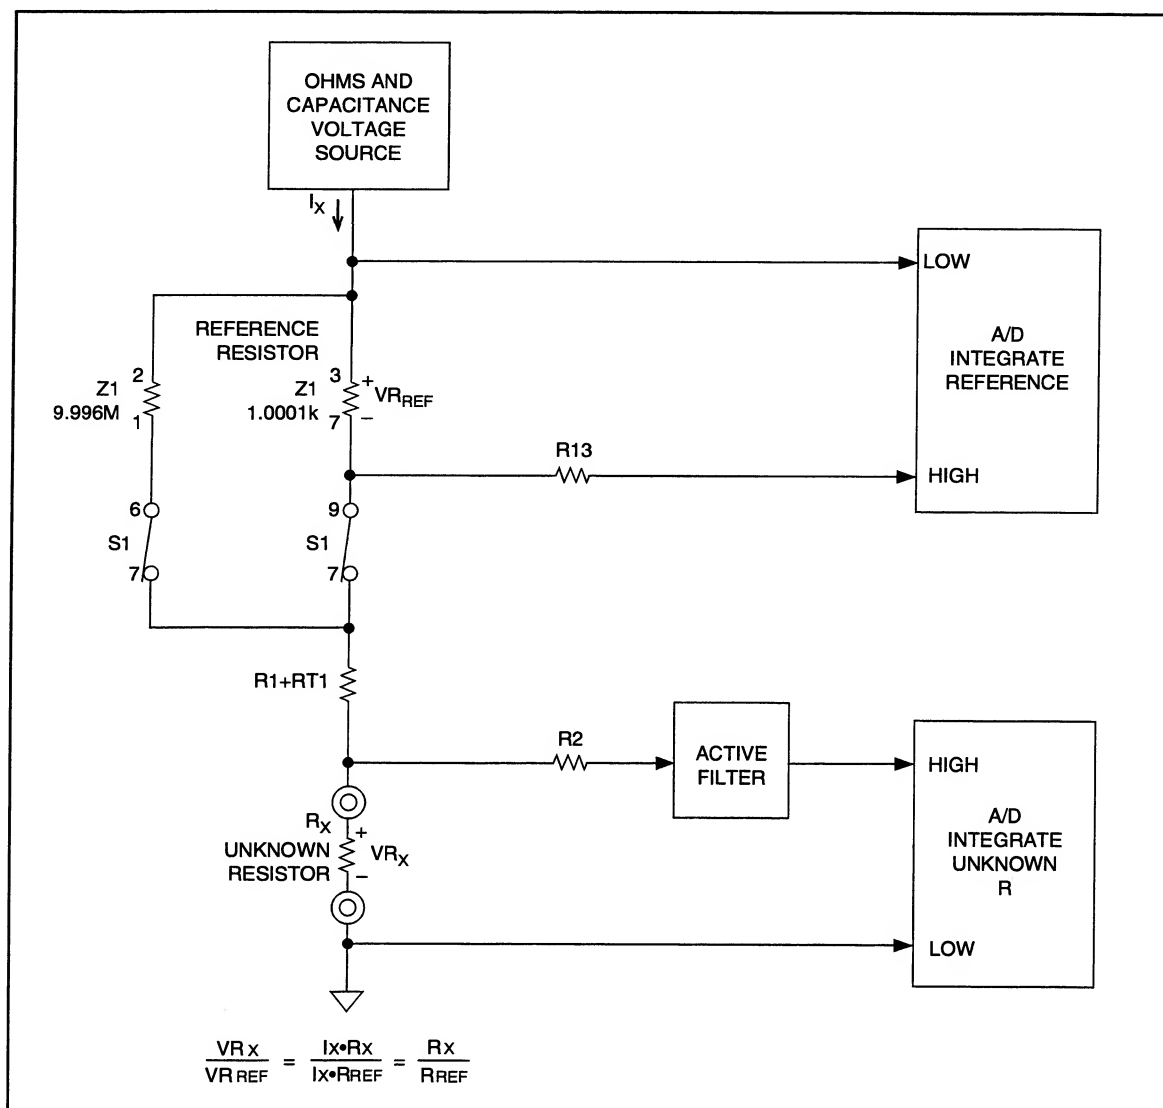 OHMS AND
CAPACITANCE
VOLTAGE
SOURCE
IX
LOW
A/D
INTEGRATE
REFERENCE
HIGH
REFERENCE
RESISTOR
2
Z1
9.996M
1
3
Z1
1.0001k
7
+
VRREF
–
R13
6
S1
7
9
S1
7
R1+RT1
R2
ACTIVE
FILTER
HIGH
A/D
INTEGRATE
UNKNOWN
R
LOW
RX
UNKNOWN
RESISTOR
+
VRX
–
VRX / VRREF = IX•RX / IX•RREF = RX / RREF